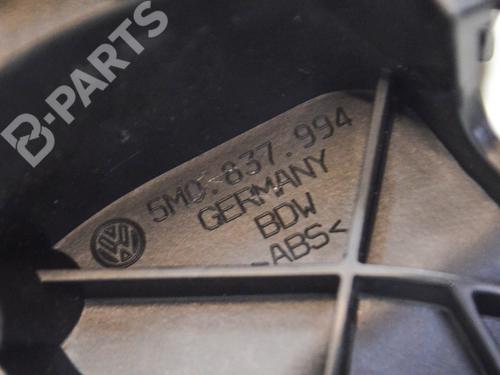 B-PARTS
5M0.837.994
GERMANY
BDW
>ABS<